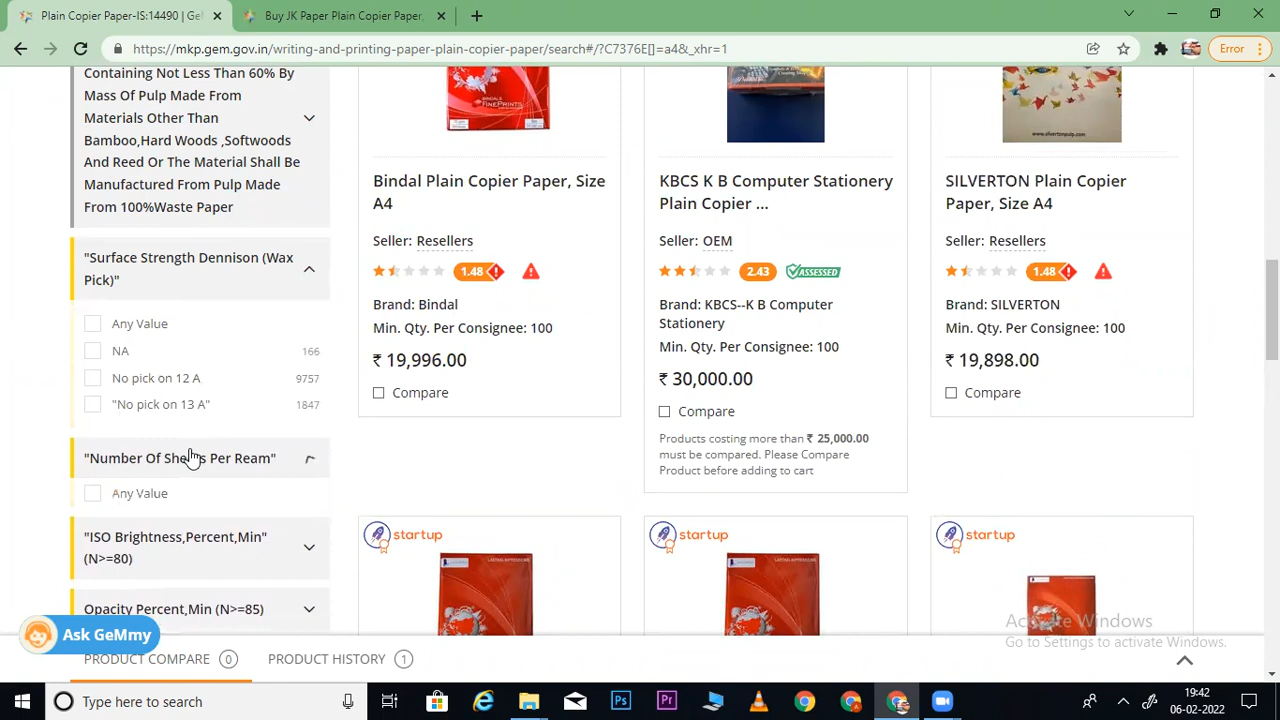 Plain Copier Paper-IS:14490 | Ge
Buy JK Paper Plain Copier Paper,
https://mkp.gem.gov.in/writing-and-printing-paper-plain-copier-paper/search#/?C7376E[]=a4&_xhr=1
Error
Containing Not Less Than 60% By
Mass Of Pulp Made From
Materials Other Than
Bamboo,Hard Woods ,Softwoods
And Reed Or The Material Shall Be
Manufactured From Pulp Made
From 100%Waste Paper
"Surface Strength Dennison (Wax
Pick)"
Any Value
NA 166
No pick on 12 A 9757
"No pick on 13 A" 1847
"Number Of Sheets Per Ream"
Any Value
"ISO Brightness,Percent,Min"
(N>=80)
Opacity Percent,Min (N>=85)
BINDALS
FINEPRINTS
Bindal Plain Copier Paper, Size
A4
Seller: Resellers
1.48
Brand: Bindal
Min. Qty. Per Consignee: 100
₹ 19,996.00
Compare
KBCS K B Computer Stationery
Plain Copier ...
Seller: OEM
2.43 ASSESSED
Brand: KBCS--K B Computer
Stationery
Min. Qty. Per Consignee: 100
₹ 30,000.00
Compare
Products costing more than ₹ 25,000.00
must be compared. Please Compare
Product before adding to cart
www.silvertonpulp.com
SILVERTON Plain Copier
Paper, Size A4
Seller: Resellers
1.48
Brand: SILVERTON
Min. Qty. Per Consignee: 100
₹ 19,898.00
Compare
startup
startup
startup
Ask GeMmy
PRODUCT COMPARE 0 PRODUCT HISTORY 1
Activate Windows
Go to Settings to activate Windows.
Type here to search
19:42
06-02-2022